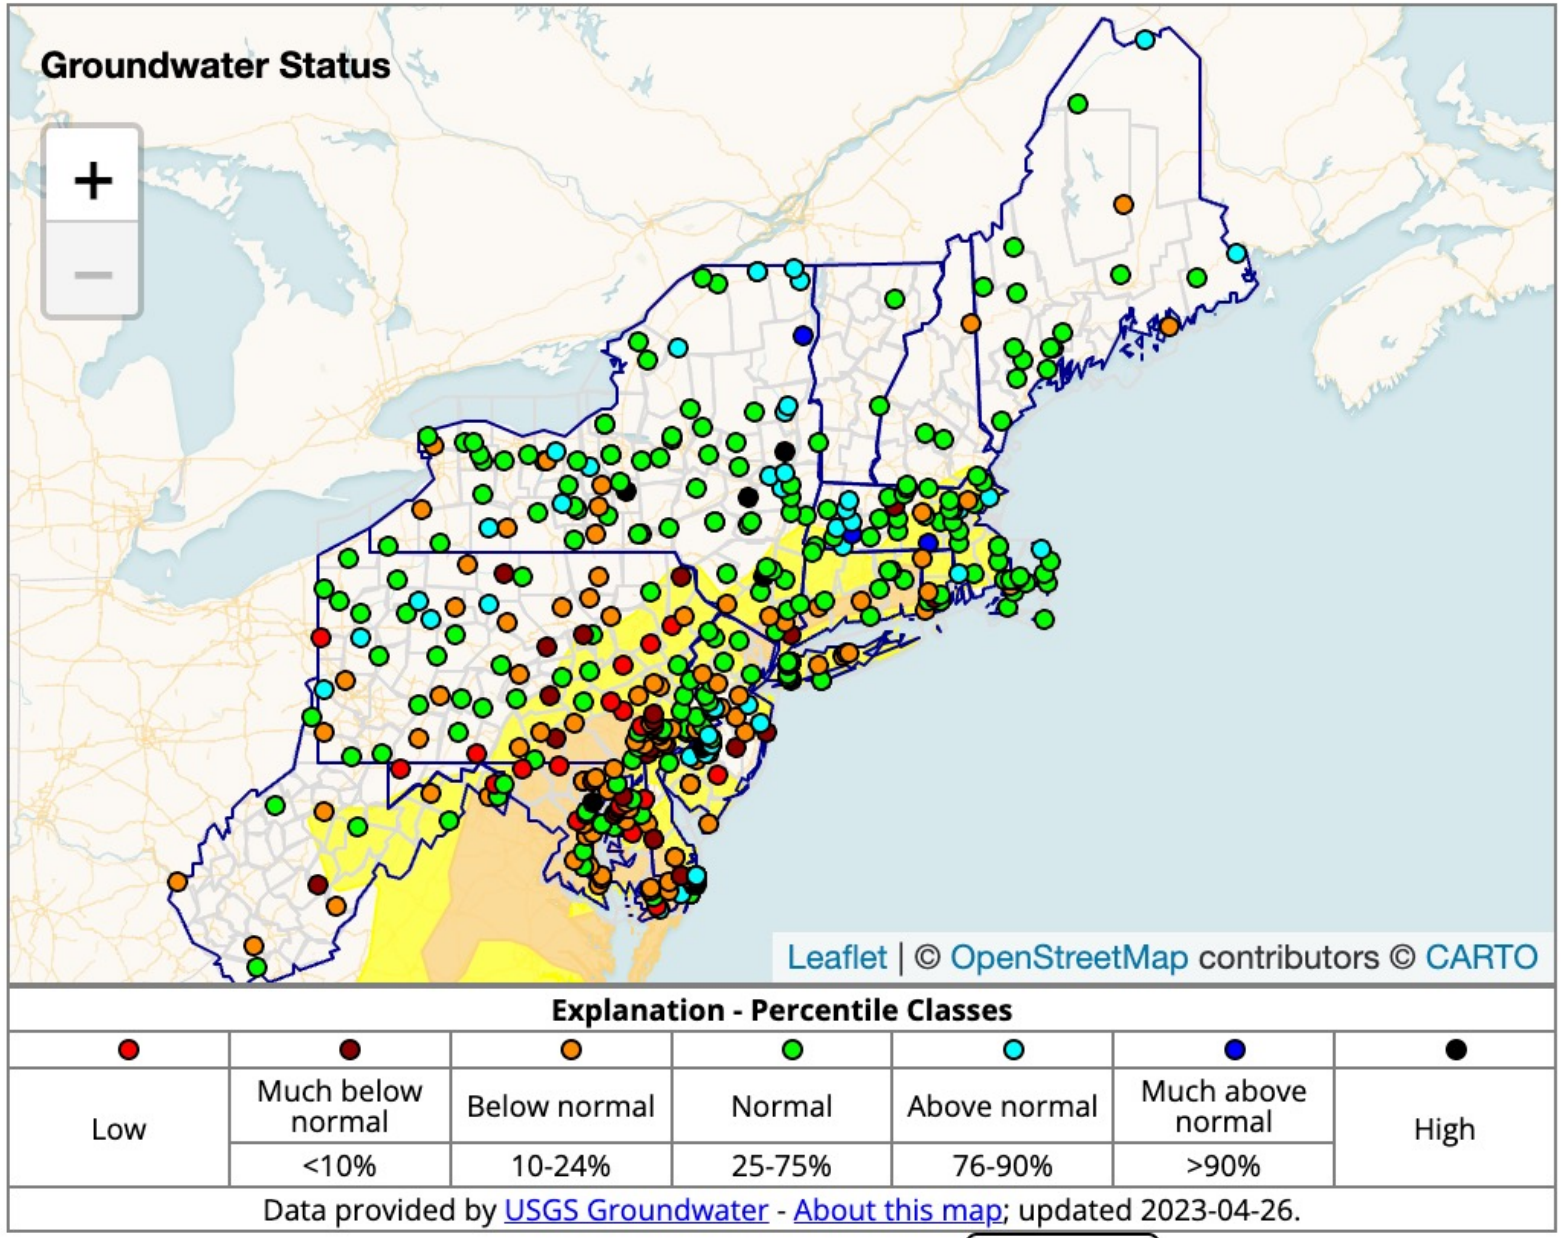 Groundwater Status
+
−
Leaflet | © OpenStreetMap contributors © CARTO
Explanation - Percentile Classes
Low
Much below
normal
<10%
Below normal
10-24%
Normal
25-75%
Above normal
76-90%
Much above
normal
>90%
High
Data provided by USGS Groundwater - About this map; updated 2023-04-26.